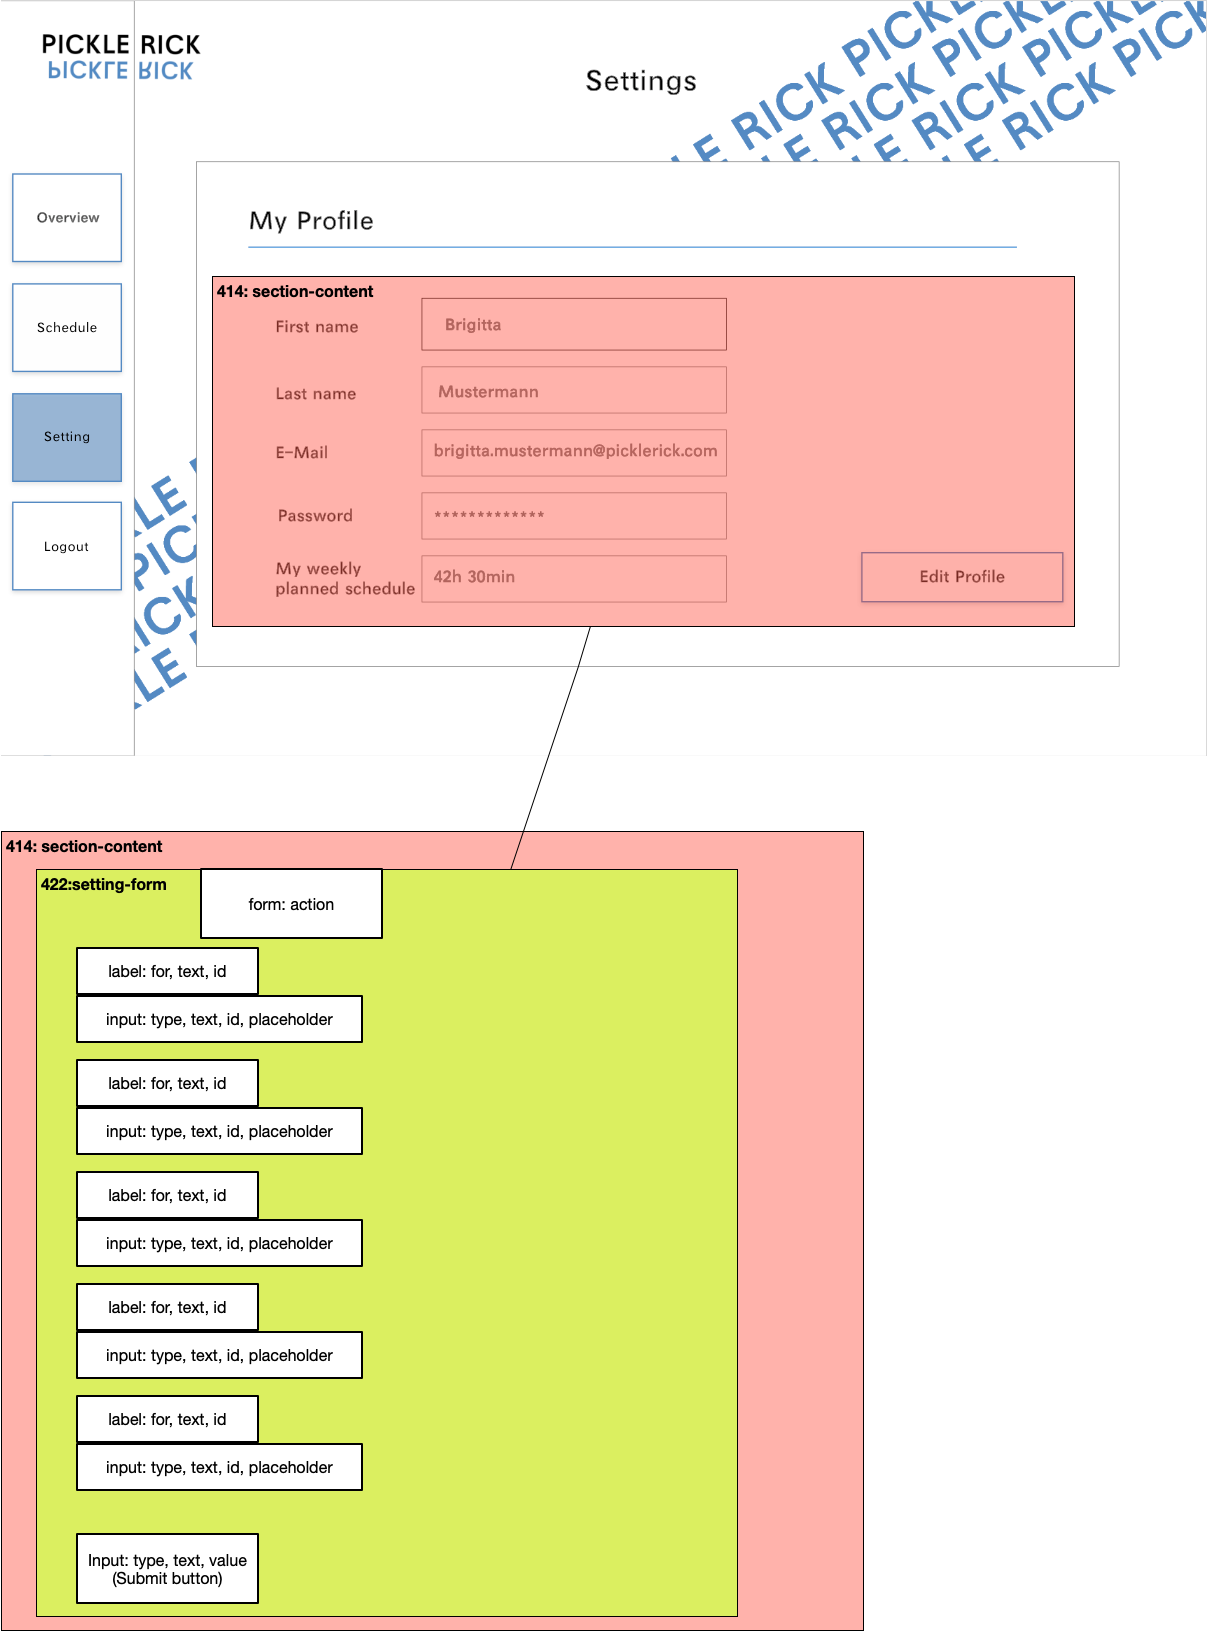 PICKLE RICK
PICKLE RICK
Settings
PICKLE RICK PICK
LE RICK PICKLE RICK PICK
Overview
Schedule
Setting
Logout
My Profile
414: section-content
First name
Brigitta
Last name
Mustermann
E-Mail
brigitta.mustermann@picklerick.com
Password
*************
My weekly
planned schedule
42h 30min
Edit Profile
414: section-content
422:setting-form
form: action
label: for, text, id
input: type, text, id, placeholder
label: for, text, id
input: type, text, id, placeholder
label: for, text, id
input: type, text, id, placeholder
label: for, text, id
input: type, text, id, placeholder
label: for, text, id
input: type, text, id, placeholder
Input: type, text, value
(Submit button)